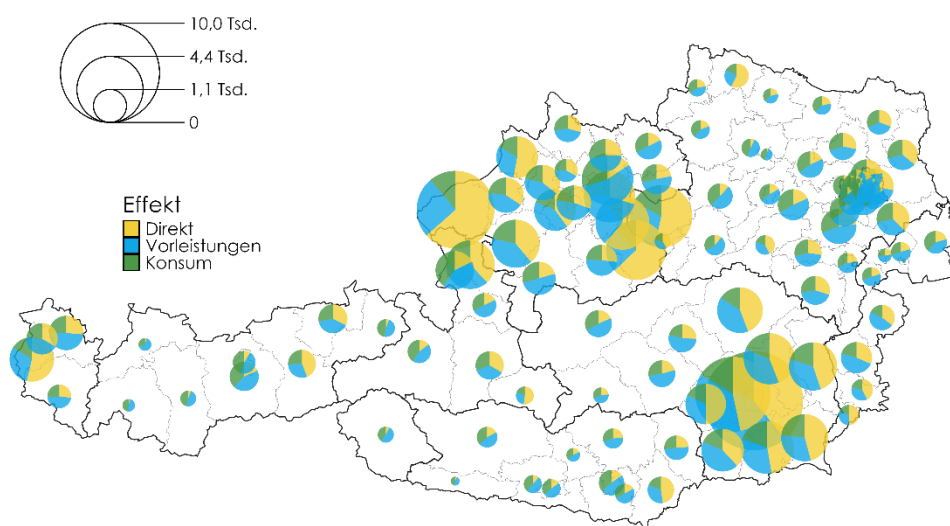 10,0 Tsd.
4,4 Tsd.
1,1 Tsd.
0
Effekt
Direkt
Vorleistungen
Konsum